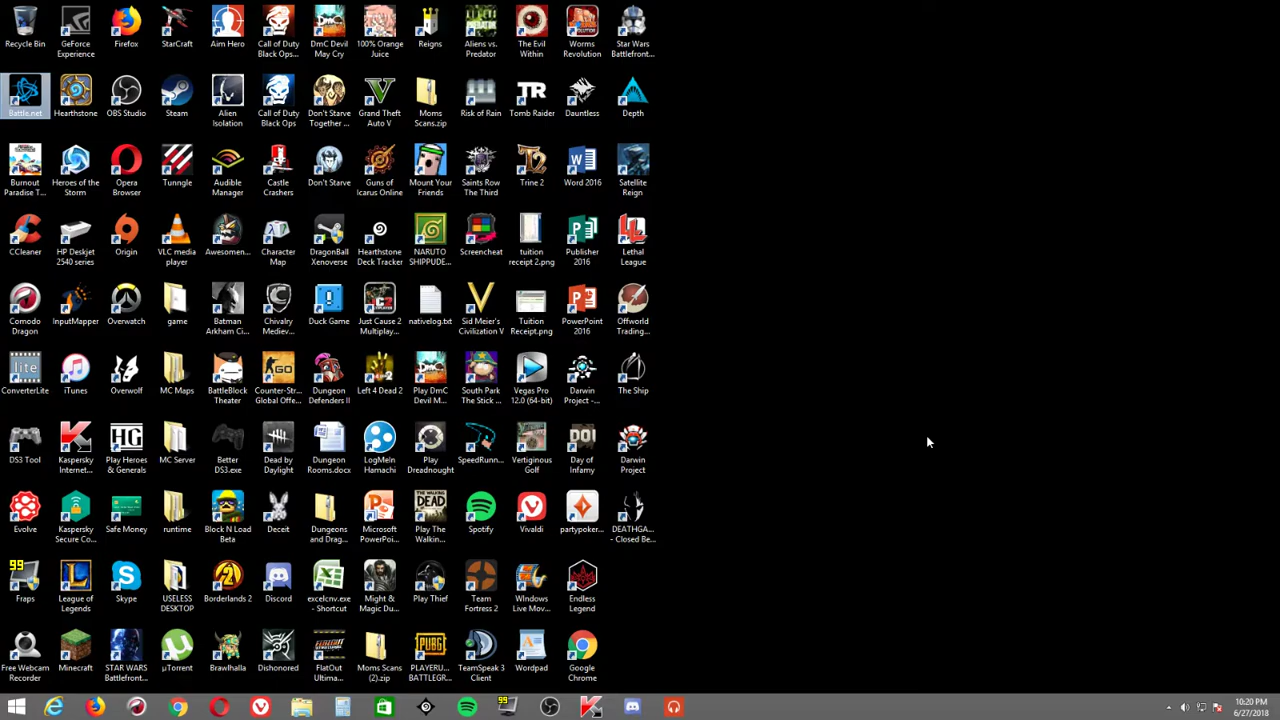 Recycle Bin
GeForce
Experience
Firefox
StarCraft
Aim Hero
Call of Duty
Black Ops...
DmC Devil
May Cry
100% Orange
Juice
Reigns
Aliens vs.
Predator
The Evil
Within
Worms
Revolution
Star Wars
Battlefront...
Battle.net
Hearthstone
OBS Studio
Steam
Alien
Isolation
Call of Duty
Black Ops
Don't Starve
Together ...
Grand Theft
Auto V
Moms
Scans.zip
Risk of Rain
TR
Tomb Raider
Dauntless
Depth
Burnout
Paradise T...
Heroes of the
Storm
Opera
Browser
Tunngle
Audible
Manager
Castle
Crashers
Don't Starve
Guns of
Icarus Online
Mount Your
Friends
Saints Row
The Third
Trine 2
Word 2016
Satellite
Reign
CCleaner
HP Deskjet
2540 series
Origin
VLC media
player
Awesomen...
Character
Map
DragonBall
Xenoverse
Hearthstone
Deck Tracker
NARUTO
SHIPPUDE...
Screencheat
tuition
receipt 2.png
Publisher
2016
Lethal
League
Comodo
Dragon
InputMapper
Overwatch
game
Batman
Arkham Ci...
Chivalry
Mediev...
Duck Game
Just Cause 2
Multiplay...
nativelog.txt
Sid Meier's
Civilization V
Tuition
Receipt.png
PowerPoint
2016
Offworld
Trading...
lite
ConverterLite
iTunes
Overwolf
MC Maps
BattleBlock
Theater
GO
Counter-Str...
Global Offe...
Dungeon
Defenders II
Left 4 Dead 2
Play DmC
Devil M...
South Park
The Stick ...
Vegas Pro
12.0 (64-bit)
Darwin
Project -...
The Ship
DS3 Tool
Kaspersky
Internet...
HG
Play Heroes
& Generals
MC Server
Better
DS3.exe
Dead by
Daylight
Dungeon
Rooms.docx
LogMeIn
Hamachi
Play
Dreadnought
SpeedRunn...
Vertiginous
Golf
DOI
Day of
Infamy
Darwin
Project
Evolve
Kaspersky
Secure Co...
Safe Money
runtime
Block N Load
Beta
Deceit
Dungeons
and Drag...
Microsoft
PowerPoi...
THE WALKING
DEAD
Play The
Walkin...
Spotify
Vivaldi
partypoker...
DEATHGA...
- Closed Be...
99
Fraps
League of
Legends
Skype
USELESS
DESKTOP
Borderlands 2
Discord
excelcnv.exe
- Shortcut
Might &
Magic Du...
Play Thief
Team
Fortress 2
Windows
Live Mov...
Endless
Legend
Free Webcam
Recorder
Minecraft
STAR WARS
Battlefront...
µTorrent
Brawlhalla
Dishonored
FlatOut
Ultima...
Moms Scans
(2).zip
PUBG
PLAYERU...
BATTLEGR...
TeamSpeak 3
Client
Wordpad
Google
Chrome
99
10:20 PM
6/27/2018